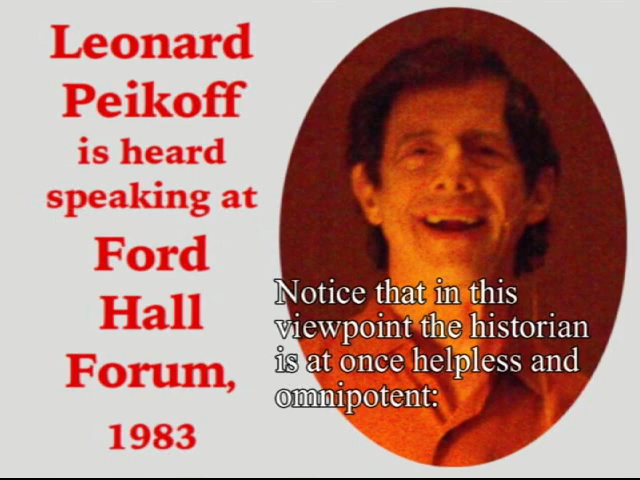 Leonard
Peikoff
is heard
speaking at
Ford
Hall
Forum,
1983
Notice that in this
viewpoint the historian
is at once helpless and
omnipotent: